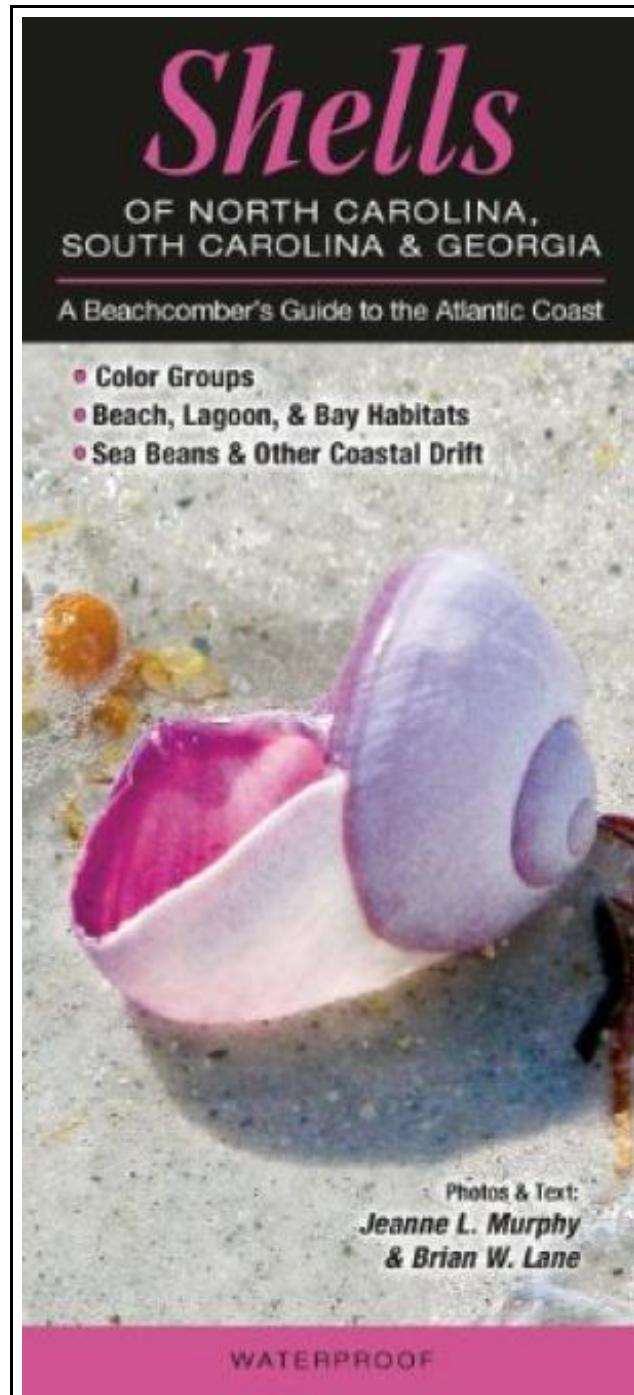 Shells
OF NORTH CAROLINA,
SOUTH CAROLINA & GEORGIA
A Beachcomber's Guide to the Atlantic Coast
• Color Groups
• Beach, Lagoon, & Bay Habitats
• Sea Beans & Other Coastal Drift
Photos & Text:
Jeanne L. Murphy
& Brian W. Lane
WATERPROOF